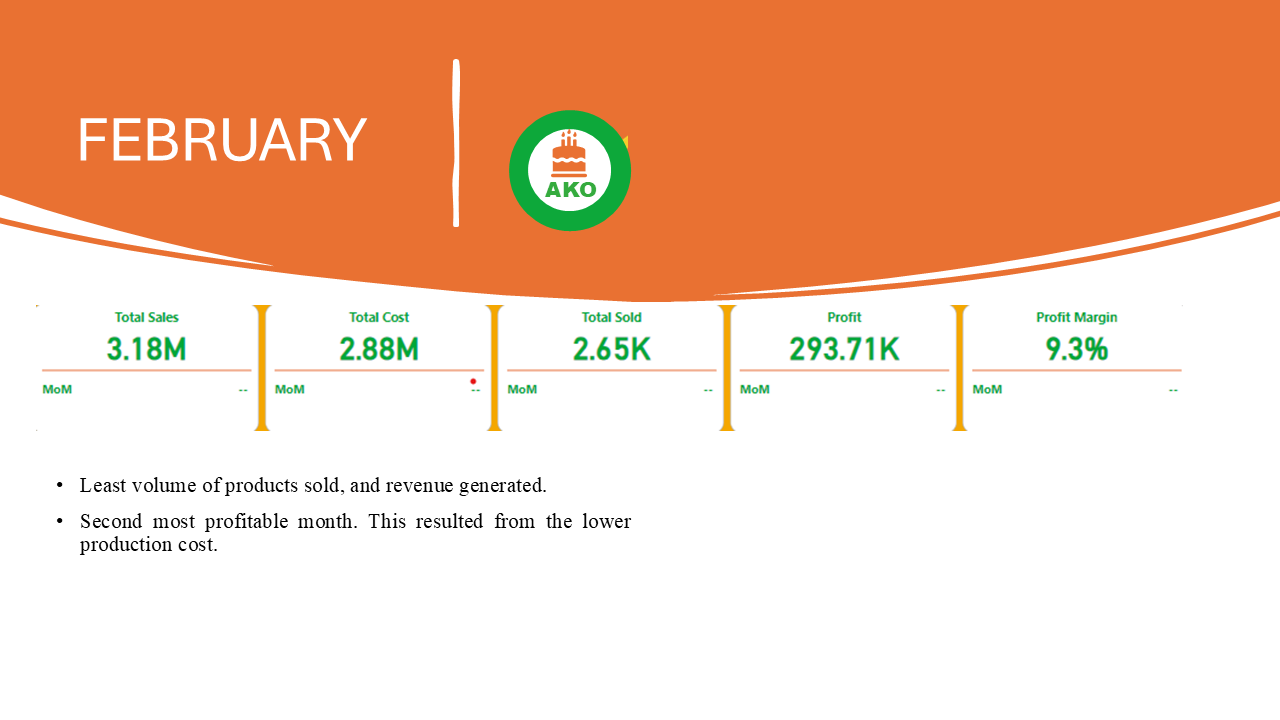 FEBRUARY
AKO
Total Sales
3.18M
MoM --
Total Cost
2.88M
MoM --
Total Sold
2.65K
MoM --
Profit
293.71K
MoM --
Profit Margin
9.3%
MoM --
• Least volume of products sold, and revenue generated.
• Second most profitable month. This resulted from the lower
production cost.